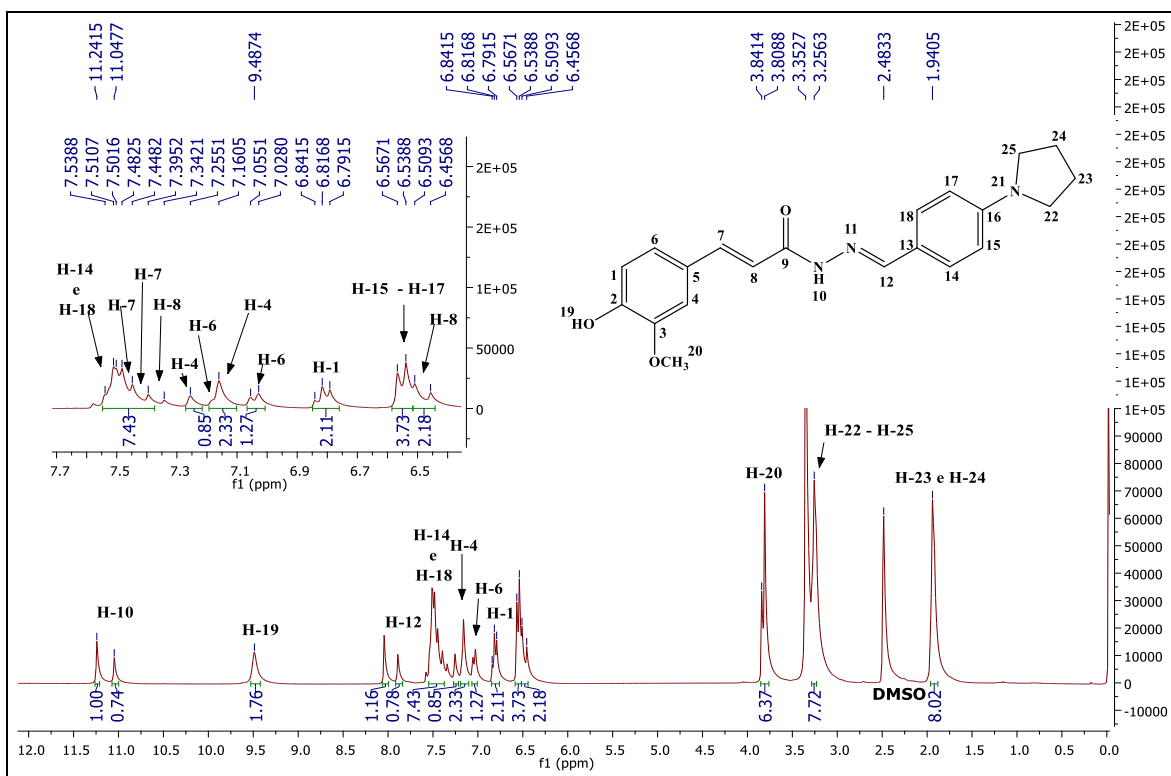 11.2415
11.0477
9.4874
6.8415
6.8168
6.7915
6.5671
6.5388
6.5093
6.4568
3.8414
3.8088
3.3527
3.2563
2.4833
1.9405
7.5388
7.5107
7.5016
7.4825
7.4482
7.3952
7.3421
7.2551
7.1605
7.0551
7.0280
6.8415
6.8168
6.7915
6.5671
6.5388
6.5093
6.4568
2E+05
2E+05
1E+05
50000
0
H-14
e
H-18
H-7
H-7
H-8
H-4
H-6
H-4
H-6
H-1
H-15 - H-17
H-8
7.43
0.85
2.33
1.27
2.11
3.73
2.18
7.7 7.5 7.3 7.1 6.9 6.7 6.5
f1 (ppm)
1
2
3
4
5
6
7
8
9
O
N
H
10
N
11
12
13
14
15
16
17
18
HO
19
OCH₃
20
N
21
22
23
24
25
2E+05
2E+05
2E+05
2E+05
2E+05
2E+05
2E+05
2E+05
2E+05
2E+05
1E+05
1E+05
1E+05
1E+05
1E+05
90000
80000
70000
60000
50000
40000
30000
20000
10000
0
-10000
H-10
H-19
H-12
H-14
e
H-18
H-4
H-6
H-1
H-20
H-22 - H-25
H-23 e H-24
DMSO
1.00
0.74
1.76
1.16
0.76
7.43
0.85
2.33
1.27
2.11
3.73
2.18
6.37
7.72
8.02
12.0 11.5 11.0 10.5 10.0 9.5 9.0 8.5 8.0 7.5 7.0 6.5 6.0 5.5 5.0 4.5 4.0 3.5 3.0 2.5 2.0 1.5 1.0 0.5 0.0
f1 (ppm)